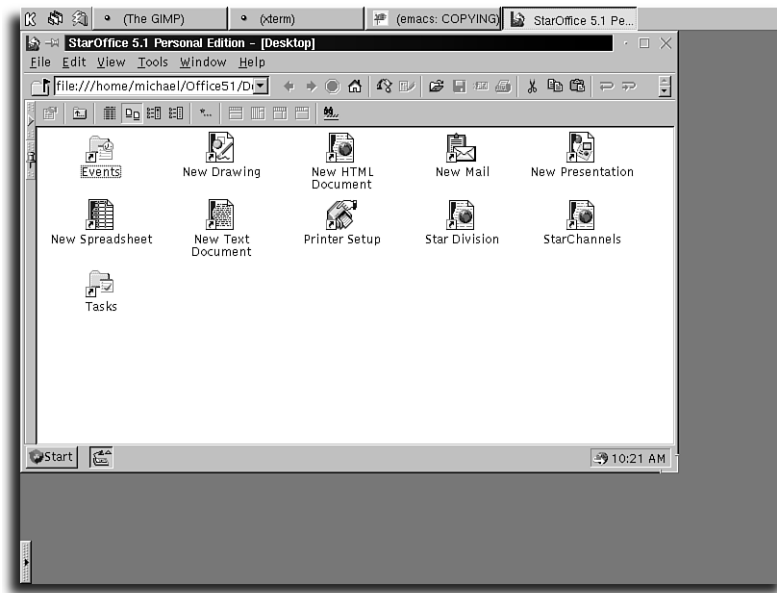 (The GIMP) (xterm) (emacs: COPYING) StarOffice 5.1 Pe...
StarOffice 5.1 Personal Edition - [Desktop]
File Edit View Tools Window Help
file:///home/michael/Office51/D
Events New Drawing New HTML Document New Mail New Presentation
New Spreadsheet New Text Document Printer Setup Star Division StarChannels
Tasks
Start 10:21 AM